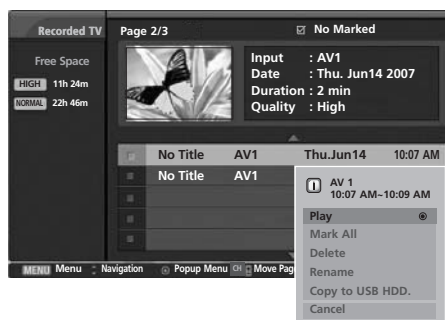 Recorded TV
Page 2/3
No Marked
Free Space
HIGH 11h 24m
NORMAL 22h 46m
Input : AV1
Date : Thu. Jun14 2007
Duration : 2 min
Quality : High
No Title AV1 Thu.Jun14 10:07 AM
No Title AV1
AV 1
10:07 AM~10:09 AM
Play
Mark All
Delete
Rename
Copy to USB HDD.
Cancel
MENU Menu Navigation Popup Menu CH Move Pag